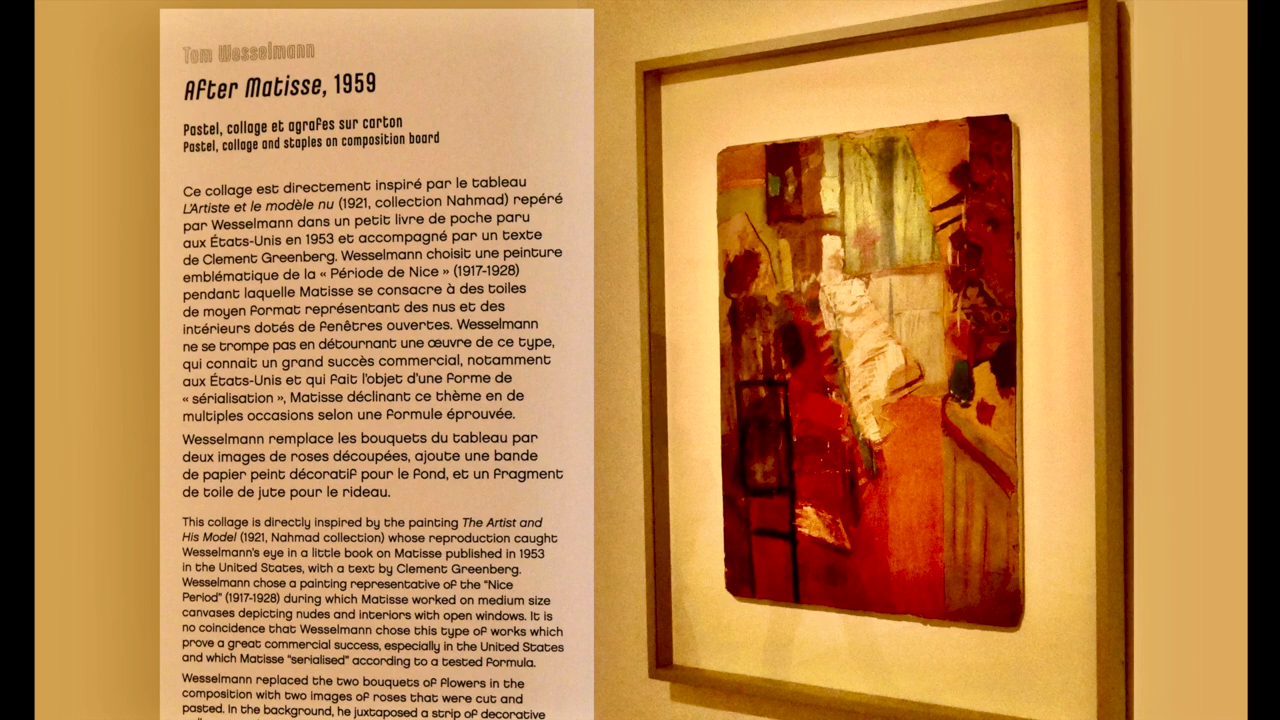 Tom Wesselmann
After Matisse, 1959
Pastel, collage et agrafes sur carton
Pastel, collage and staples on composition board
Ce collage est directement inspiré par le tableau
L'Artiste et le modèle nu (1921, collection Nahmad) repéré
par Wesselmann dans un petit livre de poche paru
aux États-Unis en 1953 et accompagné par un texte
de Clement Greenberg. Wesselmann choisit une peinture
emblématique de la « Période de Nice » (1917-1928)
pendant laquelle Matisse se consacre à des toiles
de moyen format représentant des nus et des
intérieurs dotés de fenêtres ouvertes. Wesselmann
ne se trompe pas en détournant une œuvre de ce type,
qui connait un grand succès commercial, notamment
aux États-Unis et qui fait l'objet d'une forme de
« sérialisation », Matisse déclinant ce thème en de
multiples occasions selon une formule éprouvée.
Wesselmann remplace les bouquets du tableau par
deux images de roses découpées, ajoute une bande
de papier peint décoratif pour le fond, et un fragment
de toile de jute pour le rideau.
This collage is directly inspired by the painting The Artist and
His Model (1921, Nahmad collection) whose reproduction caught
Wesselmann's eye in a little book on Matisse published in 1953
in the United States, with a text by Clement Greenberg.
Wesselmann chose a painting representative of the "Nice
Period" (1917-1928) during which Matisse worked on medium size
canvases depicting nudes and interiors with open windows. It is
no coincidence that Wesselmann chose this type of works which
prove a great commercial success, especially in the United States
and which Matisse "serialised" according to a tested formula.
Wesselmann replaced the two bouquets of flowers in the
composition with two images of roses that were cut and
pasted. In the background, he juxtaposed a strip of decorative